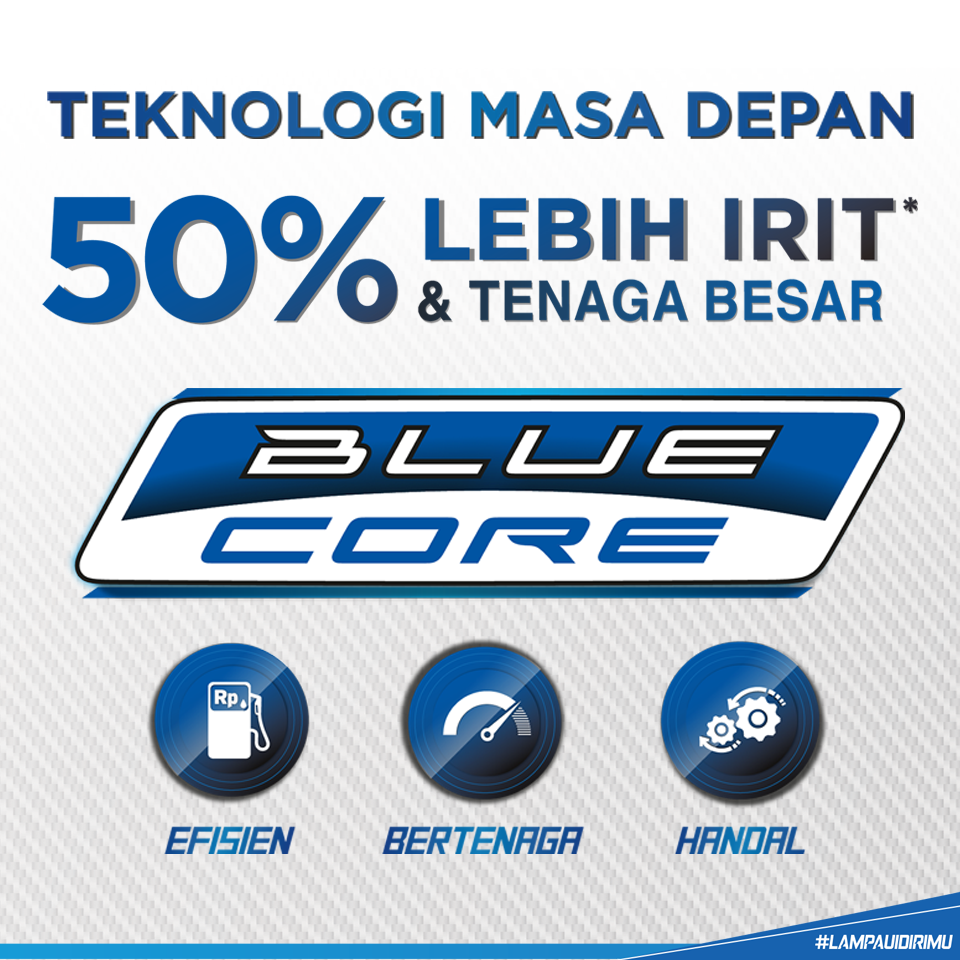 TEKNOLOGI MASA DEPAN
50% LEBIH IRIT*
& TENAGA BESAR
BLUE
CORE
Rp
EFISIEN
BERTENAGA
HANDAL
#LAMPAUIDIRIMU